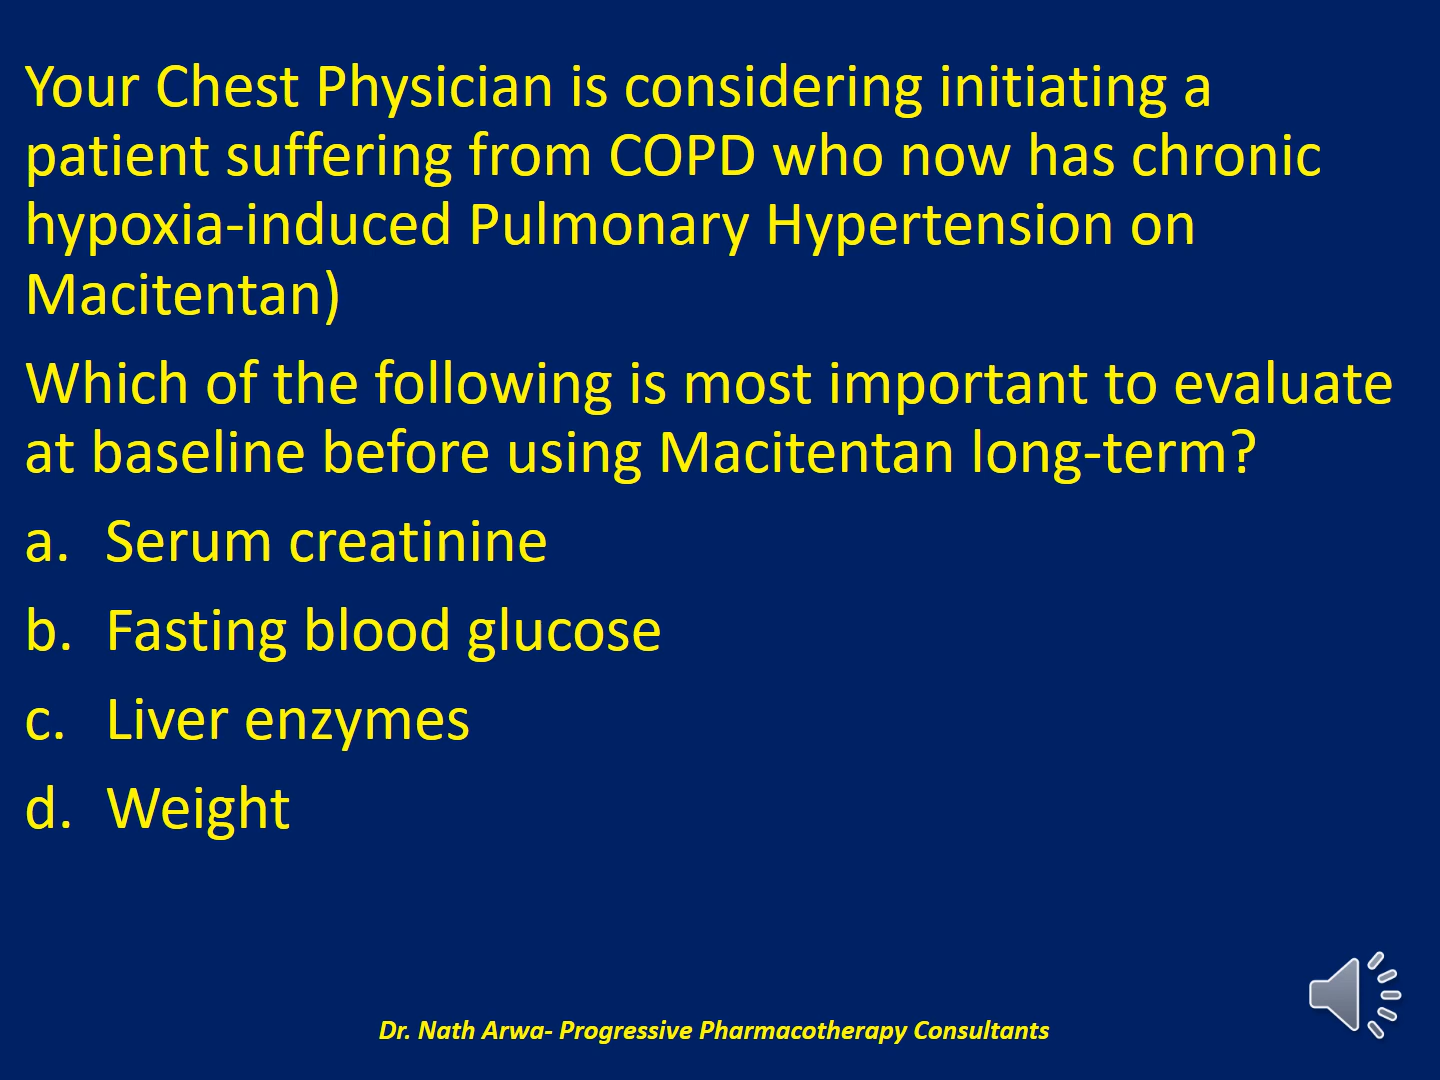 Your Chest Physician is considering initiating a
patient suffering from COPD who now has chronic
hypoxia-induced Pulmonary Hypertension on
Macitentan)
Which of the following is most important to evaluate
at baseline before using Macitentan long-term?
a. Serum creatinine
b. Fasting blood glucose
c. Liver enzymes
d. Weight
Dr. Nath Arwa- Progressive Pharmacotherapy Consultants